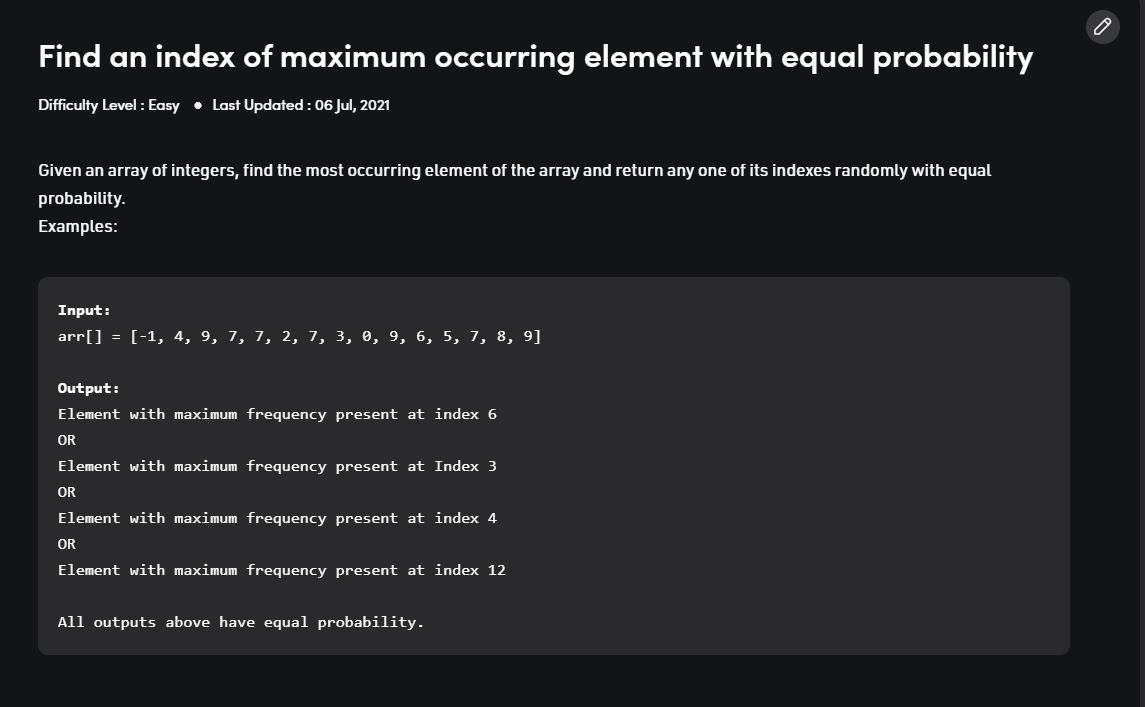 Find an index of maximum occurring element with equal probability
Difficulty Level : Easy ● Last Updated : 06 Jul, 2021
Given an array of integers, find the most occurring element of the array and return any one of its indexes randomly with equal
probability.
Examples:
Input:
arr[] = [-1, 4, 9, 7, 7, 2, 7, 3, 0, 9, 6, 5, 7, 8, 9]
Output:
Element with maximum frequency present at index 6
OR
Element with maximum frequency present at Index 3
OR
Element with maximum frequency present at index 4
OR
Element with maximum frequency present at index 12
All outputs above have equal probability.